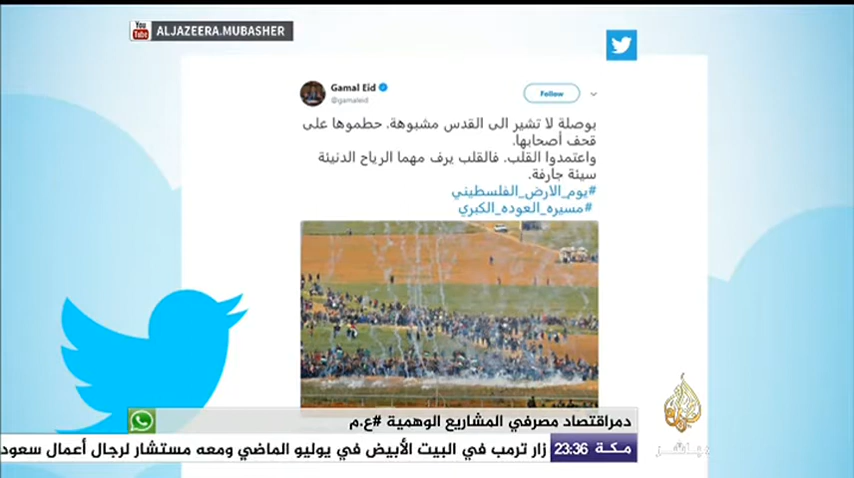 You Tube ALJAZEERA.MUBASHER
Gamal Eid
@gamaleid
Follow
بوصلة لا تشير الى القدس مشبوهة. حطموها على
قحف أصحابها.
واعتمدوا القلب. فالقلب يرف مهما الرياح الدنيئة
سيئة جارفة.
#يوم_الارض_الفلسطيني
#مسيره_العوده_الكبري
دمراقتصاد مصرفي المشاريع الوهمية #ع.م
مكة 23:36
زار ترمب في البيت الأبيض في يوليو الماضي ومعه مستشار لرجال أعمال سعود